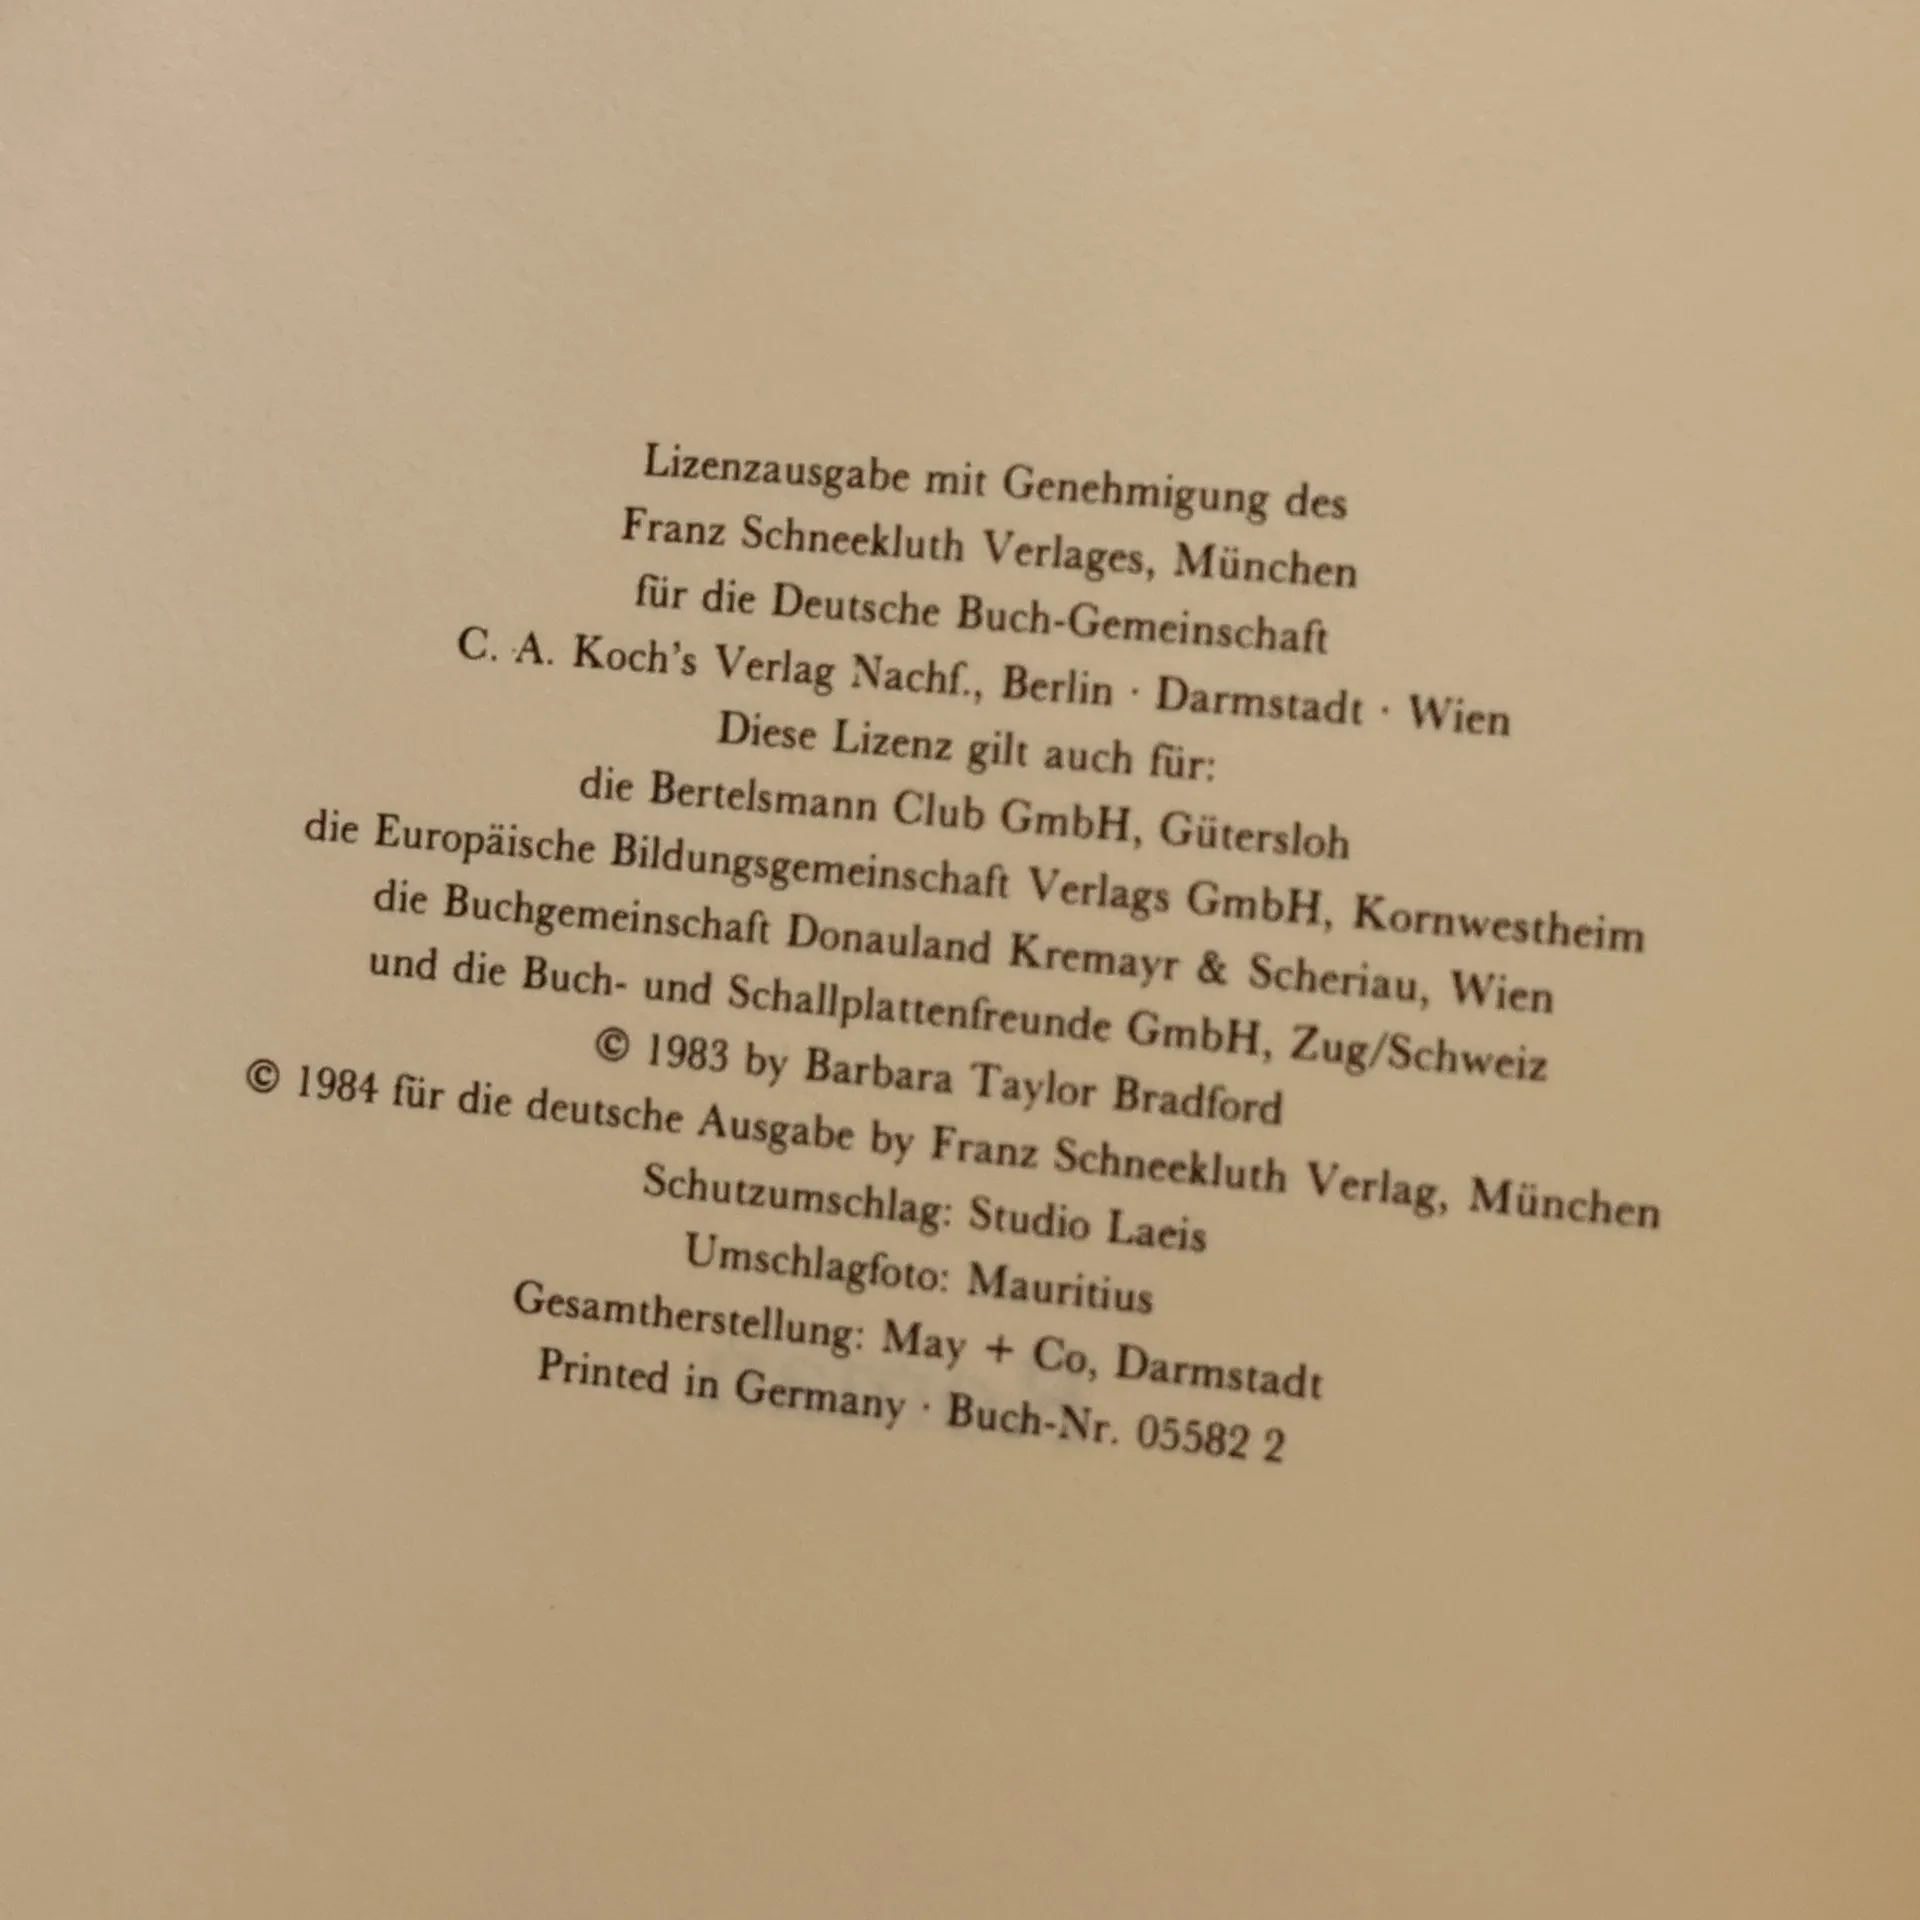 Lizenzausgabe mit Genehmigung des
Franz Schneekluth Verlages, München
für die Deutsche Buch-Gemeinschaft
C. A. Koch's Verlag Nachf., Berlin · Darmstadt · Wien
Diese Lizenz gilt auch für:
die Bertelsmann Club GmbH, Gütersloh
die Europäische Bildungsgemeinschaft Verlags GmbH, Kornwestheim
die Buchgemeinschaft Donauland Kremayr & Scheriau, Wien
und die Buch- und Schallplattenfreunde GmbH, Zug/Schweiz
© 1983 by Barbara Taylor Bradford
© 1984 für die deutsche Ausgabe by Franz Schneekluth Verlag, München
Schutzumschlag: Studio Laeis
Umschlagfoto: Mauritius
Gesamtherstellung: May + Co, Darmstadt
Printed in Germany · Buch-Nr. 05582 2